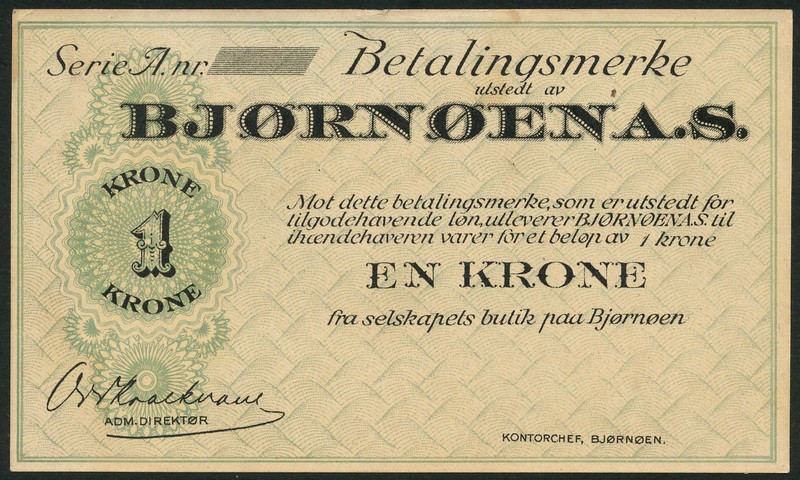 Serie A. nr.
Betalingsmerke
utstedt av
BJØRNØEN A.S.
KRONE
1
KRONE
Mot dette betalingsmerke, som er utstedt for
tilgodehavende løn, utleverer BJØRNØEN A.S. til
ihændehaveren varer for et beløp av 1 krone
EN KRONE
fra selskapets butik paa Bjørnøen
ADM. DIREKTØR
KONTORCHEF, BJØRNØEN.